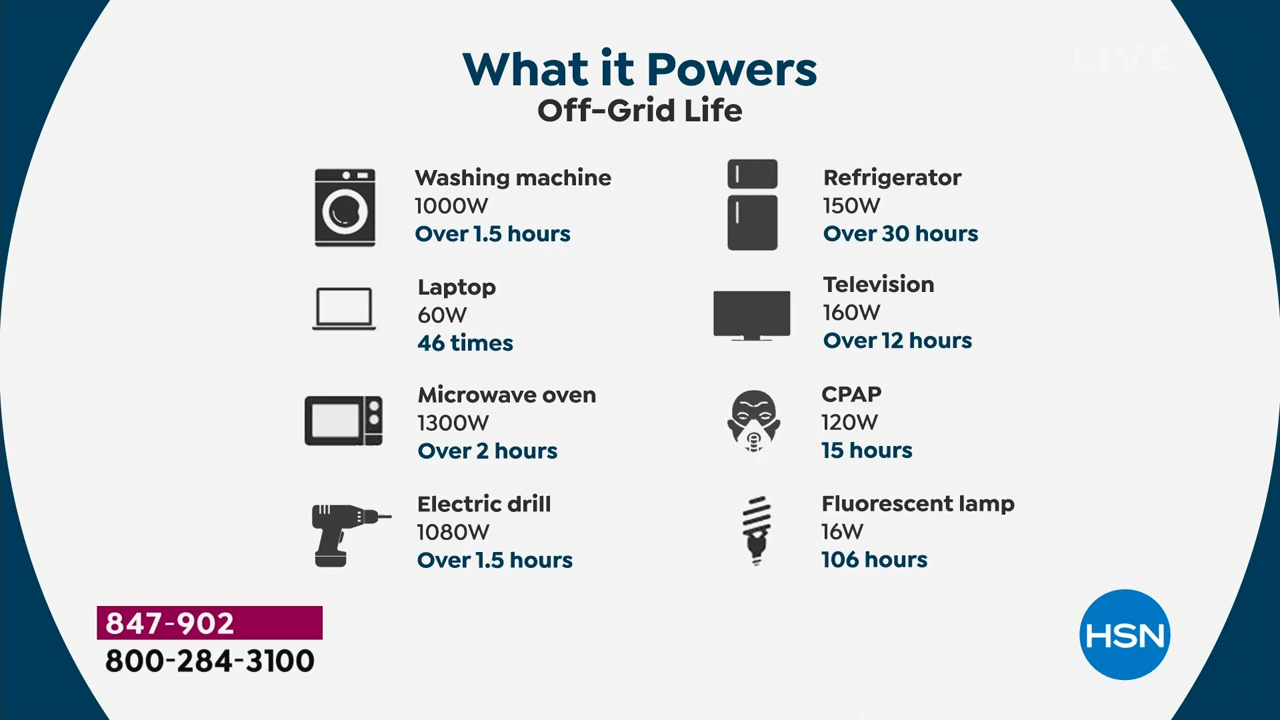 LIVE
What it Powers
Off-Grid Life
Washing machine
1000W
Over 1.5 hours
Refrigerator
150W
Over 30 hours
Laptop
60W
46 times
Television
160W
Over 12 hours
Microwave oven
1300W
Over 2 hours
CPAP
120W
15 hours
Electric drill
1080W
Over 1.5 hours
Fluorescent lamp
16W
106 hours
847-902
800-284-3100
HSN